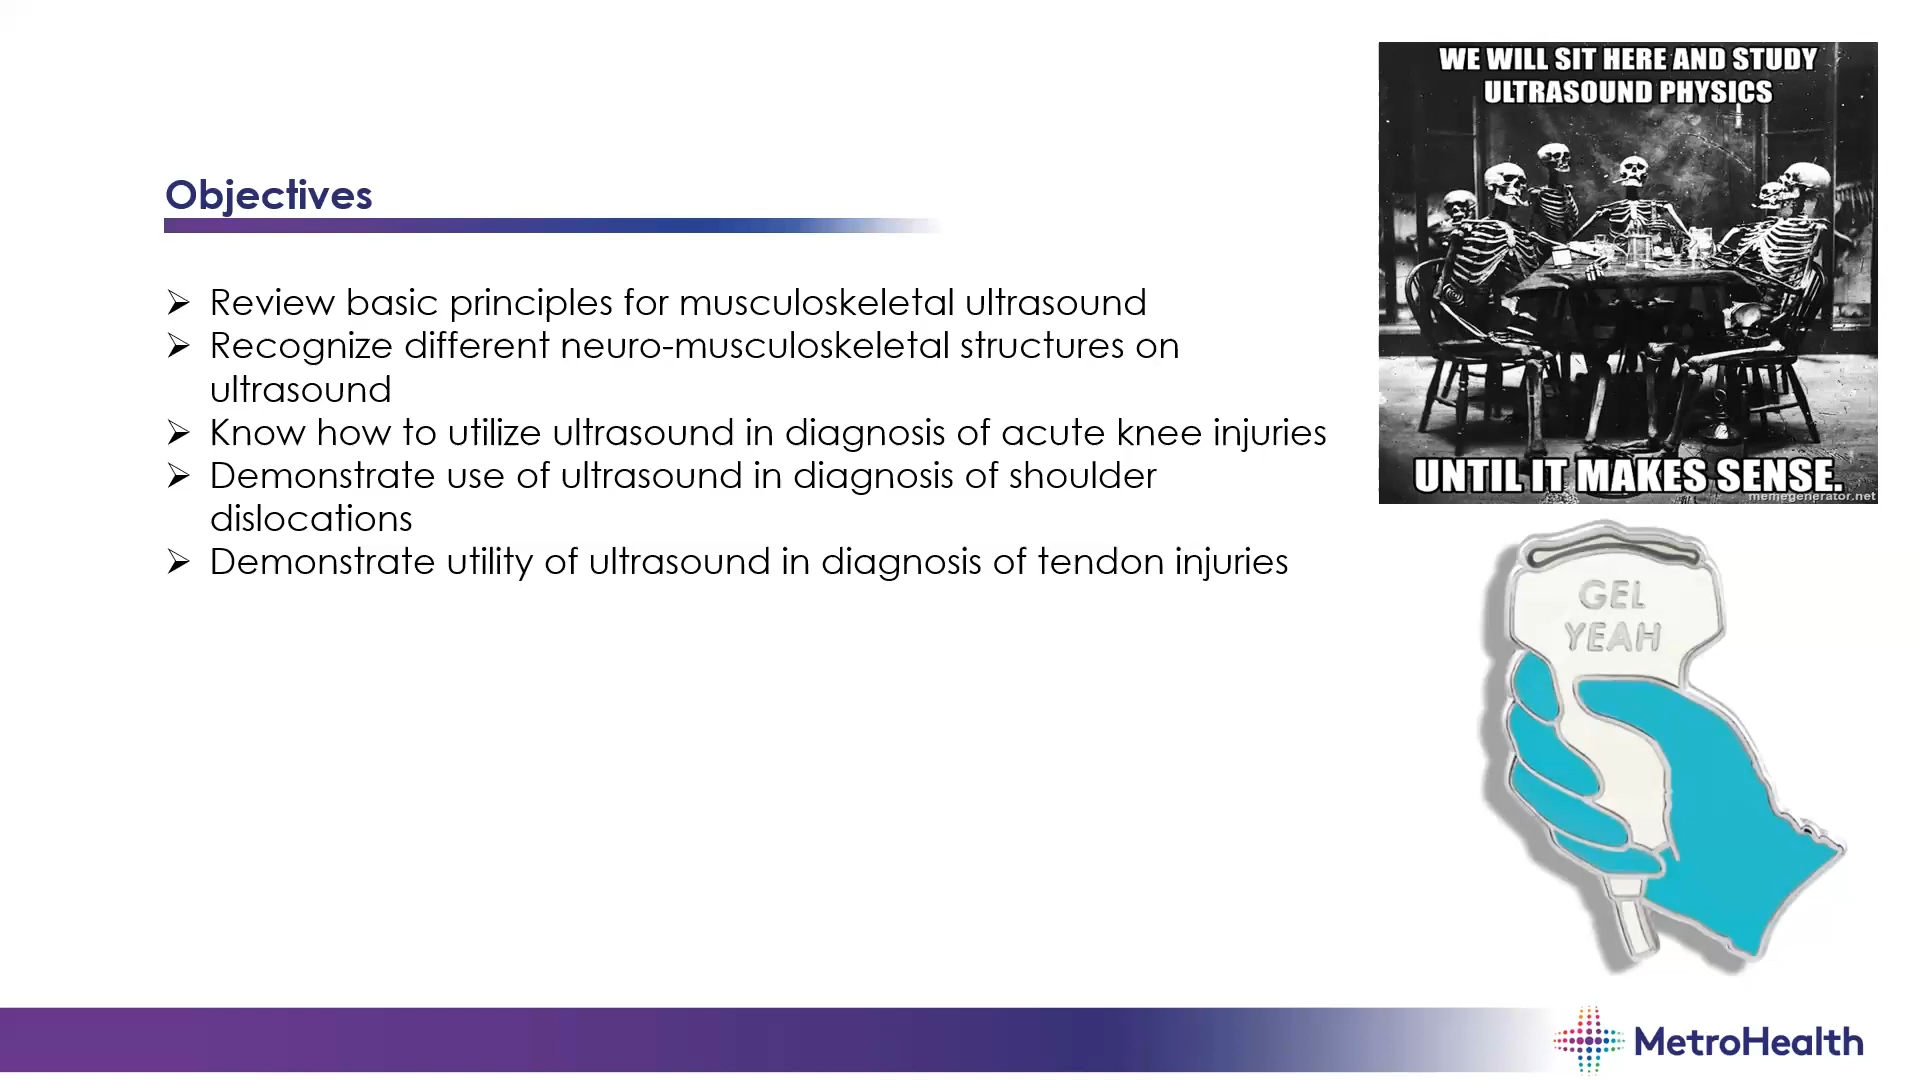 Objectives
➢ Review basic principles for musculoskeletal ultrasound
➢ Recognize different neuro-musculoskeletal structures on
ultrasound
➢ Know how to utilize ultrasound in diagnosis of acute knee injuries
➢ Demonstrate use of ultrasound in diagnosis of shoulder
dislocations
➢ Demonstrate utility of ultrasound in diagnosis of tendon injuries
WE WILL SIT HERE AND STUDY
ULTRASOUND PHYSICS
UNTIL IT MAKES SENSE.
memegenerator.net
GEL
YEAH
MetroHealth